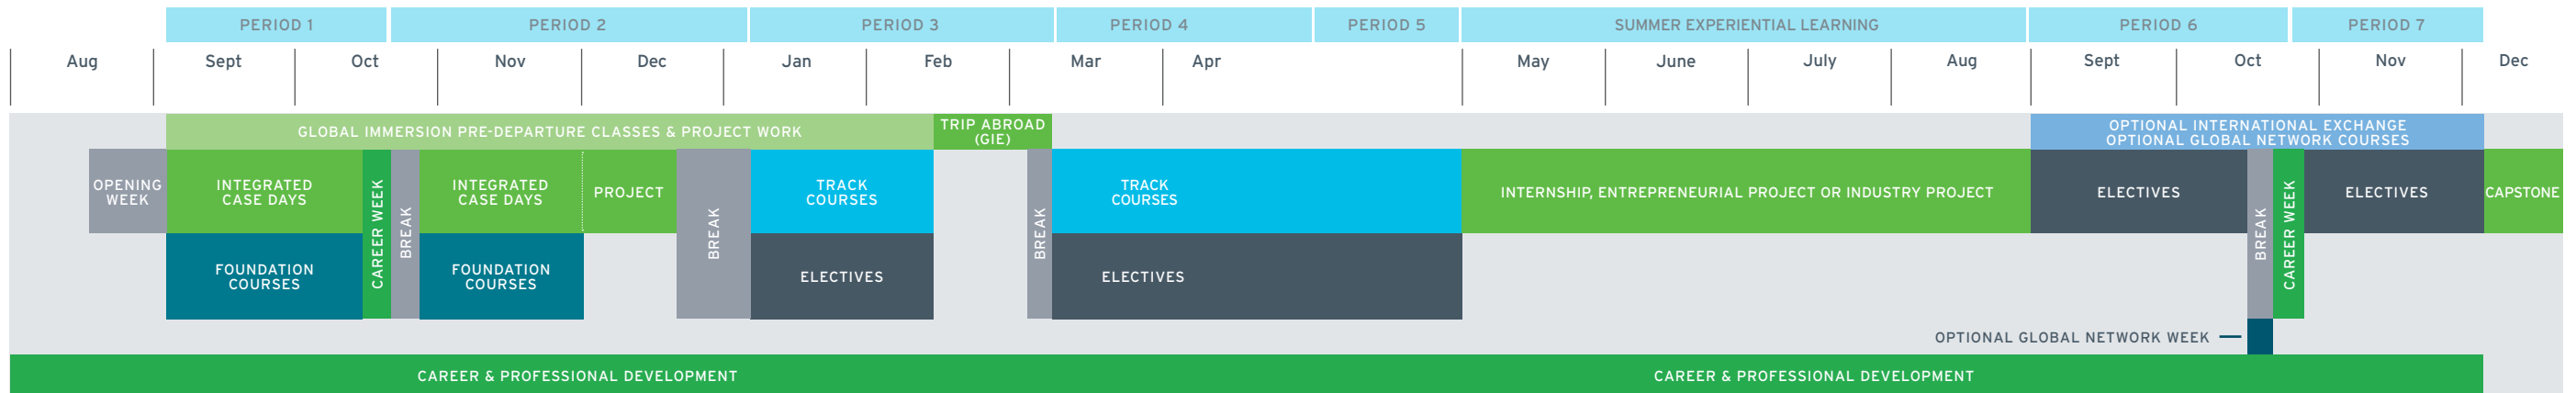 PERIOD 1
PERIOD 2
PERIOD 3
PERIOD 4
PERIOD 5
SUMMER EXPERIENTIAL LEARNING
PERIOD 6
PERIOD 7
Aug
Sept
Oct
Nov
Dec
Jan
Feb
Mar
Apr
May
June
July
Aug
Sept
Oct
Nov
Dec
GLOBAL IMMERSION PRE-DEPARTURE CLASSES & PROJECT WORK
TRIP ABROAD
(GIE)
OPTIONAL INTERNATIONAL EXCHANGE
OPTIONAL GLOBAL NETWORK COURSES
OPENING
WEEK
INTEGRATED
CASE DAYS
CAREER WEEK
BREAK
INTEGRATED
CASE DAYS
PROJECT
BREAK
TRACK
COURSES
BREAK
TRACK
COURSES
INTERNSHIP, ENTREPRENEURIAL PROJECT OR INDUSTRY PROJECT
ELECTIVES
BREAK
CAREER WEEK
ELECTIVES
CAPSTONE
FOUNDATION
COURSES
FOUNDATION
COURSES
ELECTIVES
ELECTIVES
OPTIONAL GLOBAL NETWORK WEEK
CAREER & PROFESSIONAL DEVELOPMENT
CAREER & PROFESSIONAL DEVELOPMENT